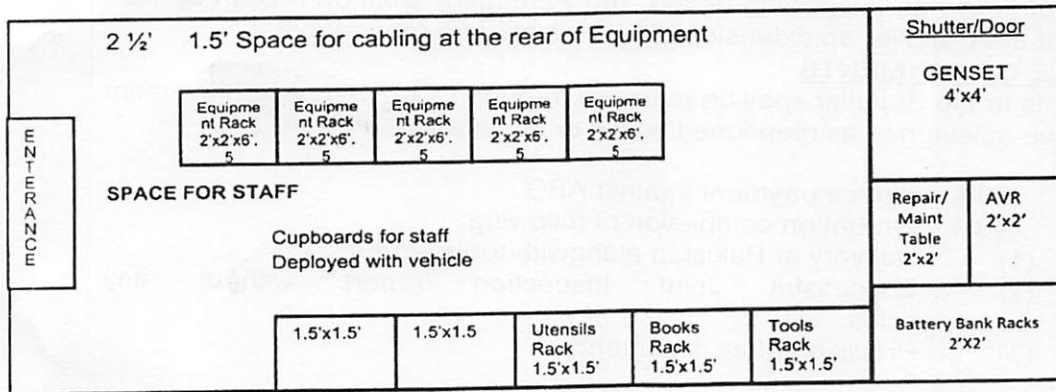 2 ½' 1.5' Space for cabling at the rear of Equipment
Shutter/Door
GENSET
4'x4'
Equipme
nt Rack
2'x2'x6'.
5
Equipme
nt Rack
2'x2'x6'.
5
Equipme
nt Rack
2'x2'x6'.
5
Equipme
nt Rack
2'x2'x6'.
5
Equipme
nt Rack
2'x2'x6'.
5
ENTERANCE
SPACE FOR STAFF
Cupboards for staff
Deployed with vehicle
Repair/
Maint
Table
2'x2'
AVR
2'x2'
1.5'x1.5'
1.5'x1.5
Utensils
Rack
1.5'x1.5'
Books
Rack
1.5'x1.5'
Tools
Rack
1.5'x1.5'
Battery Bank Racks
2'X2'